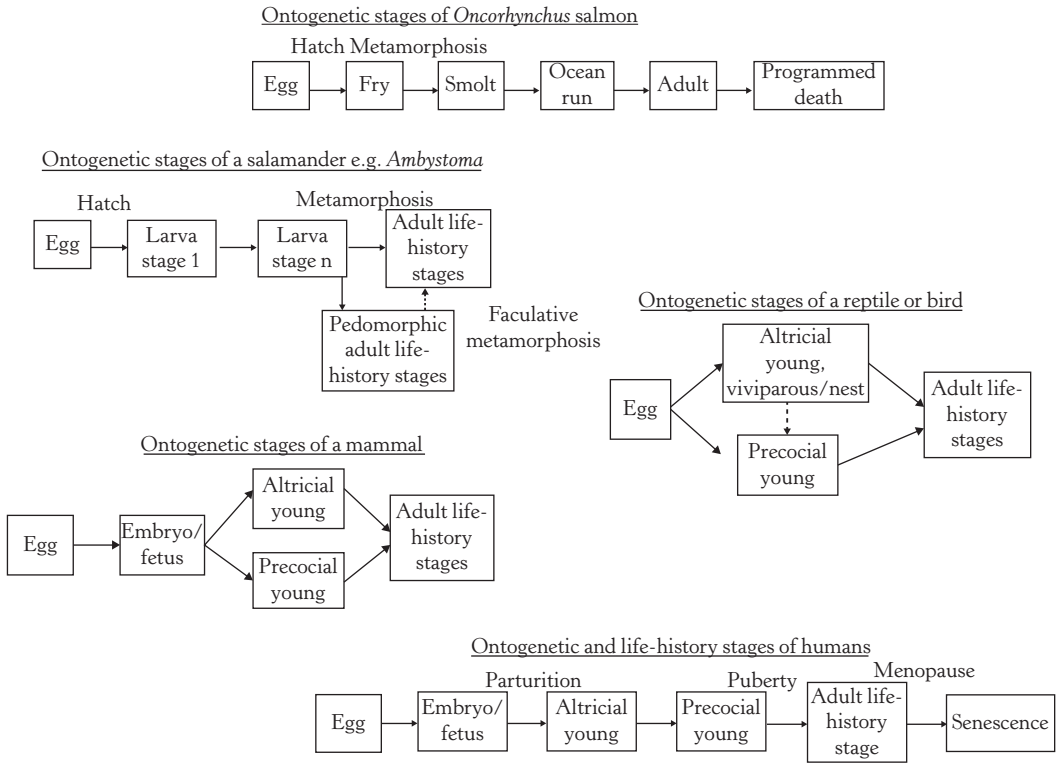 Ontogenetic stages of Oncorhynchus salmon
Hatch Metamorphosis
Egg
Fry
Smolt
Ocean
run
Adult
Programmed
death
Ontogenetic stages of a salamander e.g. Ambystoma
Hatch
Metamorphosis
Egg
Larva
stage 1
Larva
stage n
Adult life-
history
stages
Pedomorphic
adult life-
history stages
Faculative
metamorphosis
Ontogenetic stages of a reptile or bird
Egg
Altricial
young,
viviparous/nest
Precocial
young
Adult life-
history
stages
Ontogenetic stages of a mammal
Egg
Embryo/
fetus
Altricial
young
Precocial
young
Adult life-
history
stages
Ontogenetic and life-history stages of humans
Parturition
Puberty
Menopause
Egg
Embryo/
fetus
Altricial
young
Precocial
young
Adult life-
history
stage
Senescence